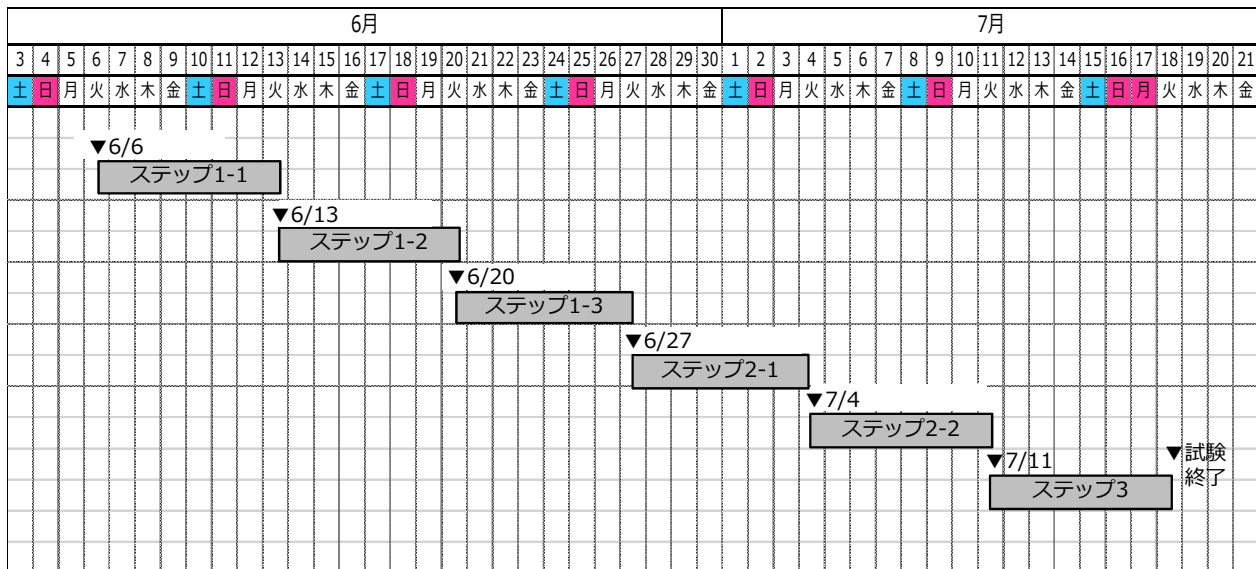 6月 7月
3 4 5 6 7 8 9 10 11 12 13 14 15 16 17 18 19 20 21 22 23 24 25 26 27 28 29 30 1 2 3 4 5 6 7 8 9 10 11 12 13 14 15 16 17 18 19 20 21
土 日 月 火 水 木 金 土 日 月 火 水 木 金 土 日 月 火 水 木 金 土 日 月 火 水 木 金 土 日 月 火 水 木 金 土 日 月 火 水 木 金 土 日 月 火 水 木 金
▼6/6
ステップ1-1
▼6/13
ステップ1-2
▼6/20
ステップ1-3
▼6/27
ステップ2-1
▼7/4
ステップ2-2
▼7/11
ステップ3
▼試験
終了